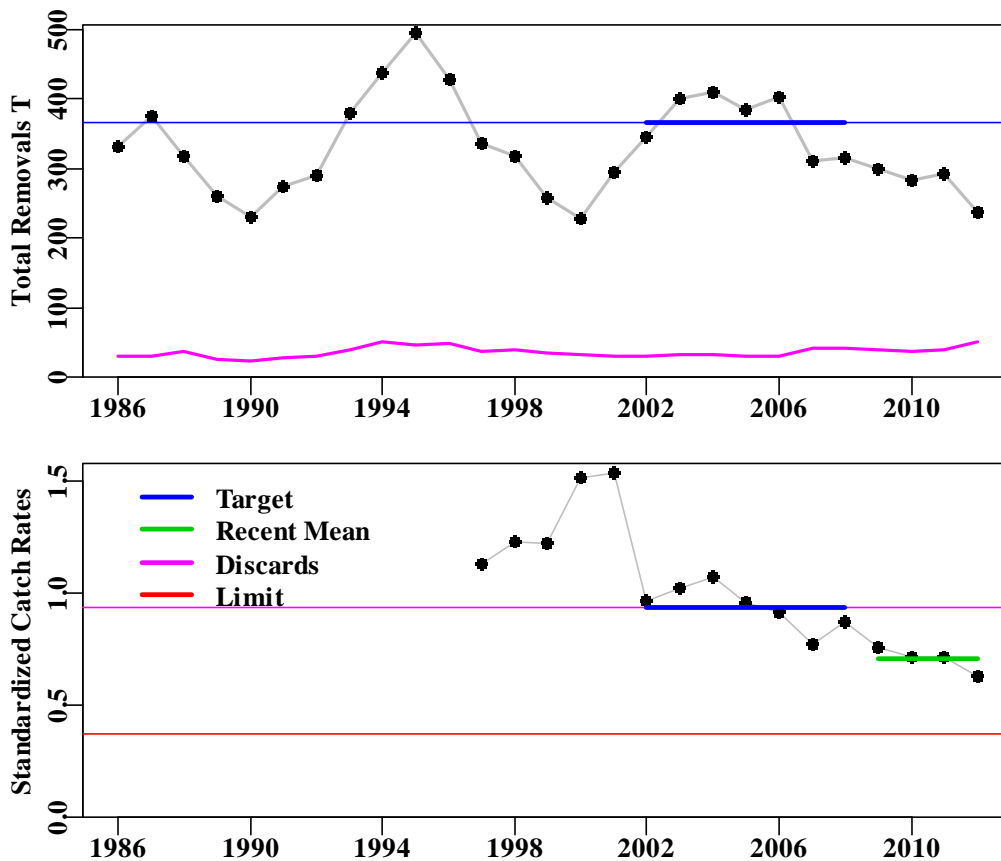 Total Removals T
500
400
300
200
100
0
1986 1990 1994 1998 2002 2006 2010
Standardized Catch Rates
1.5
1.0
0.5
0.0
Target
Recent Mean
Discards
Limit
1986 1990 1994 1998 2002 2006 2010